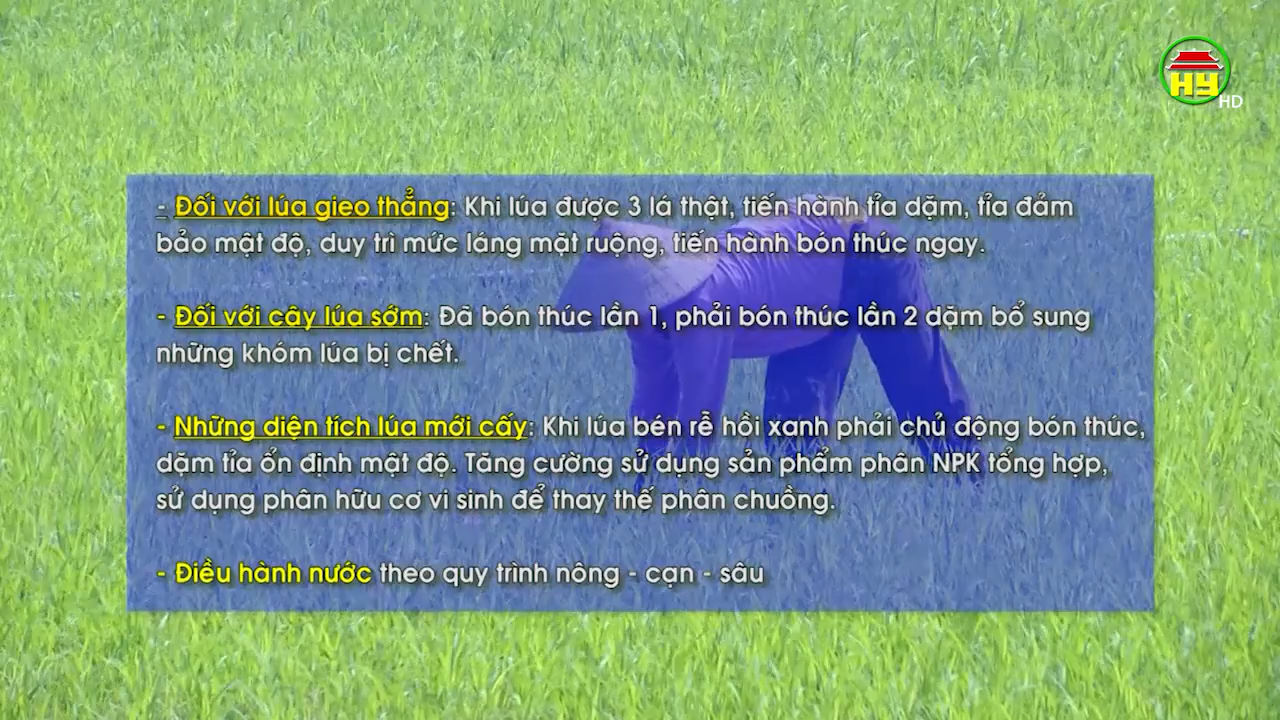 HY
HD
- Đối với lúa gieo thẳng: Khi lúa được 3 lá thật, tiến hành tỉa dặm, tỉa đảm
bảo mật độ, duy trì mức láng mặt ruộng, tiến hành bón thúc ngay.
- Đối với cây lúa sớm: Đã bón thúc lần 1, phải bón thúc lần 2 dặm bổ sung
những khóm lúa bị chết.
- Những diện tích lúa mới cấy: Khi lúa bén rễ hồi xanh phải chủ động bón thúc,
dặm tỉa ổn định mật độ. Tăng cường sử dụng sản phẩm phân NPK tổng hợp,
sử dụng phân hữu cơ vi sinh để thay thế phân chuồng.
- Điều hành nước theo quy trình nông - cạn - sâu